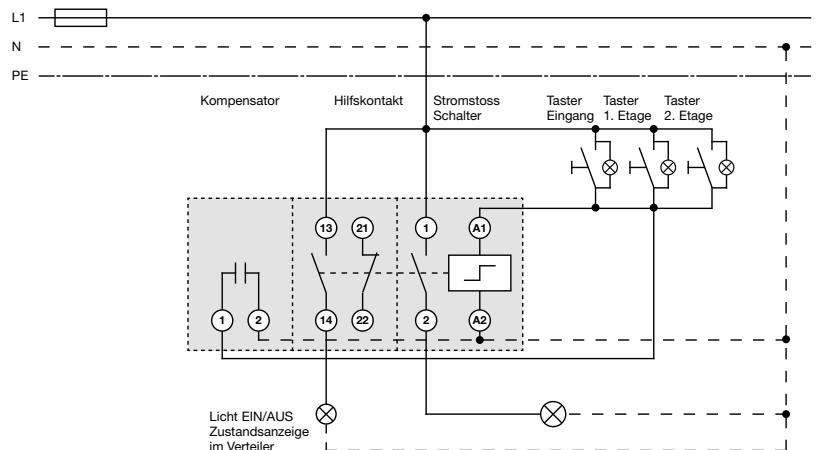 L1
N
PE
Kompensator
Hilfskontakt
Stromstoss
Schalter
Taster
Eingang
Taster
1. Etage
Taster
2. Etage
13
21
1
A1
1
2
14
22
2
A2
Licht EIN/AUS
Zustandsanzeige
im Verteiler